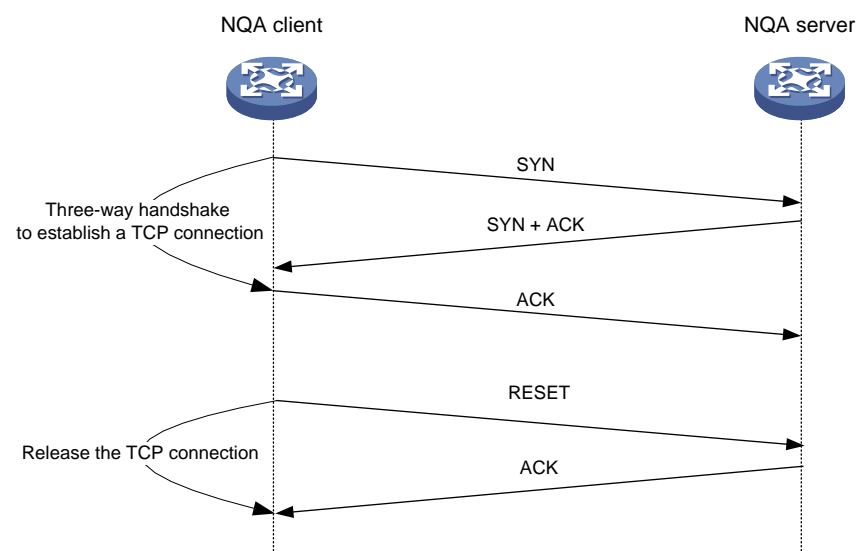 NQA client
NQA server
SYN
Three-way handshake
to establish a TCP connection
SYN + ACK
ACK
RESET
Release the TCP connection
ACK